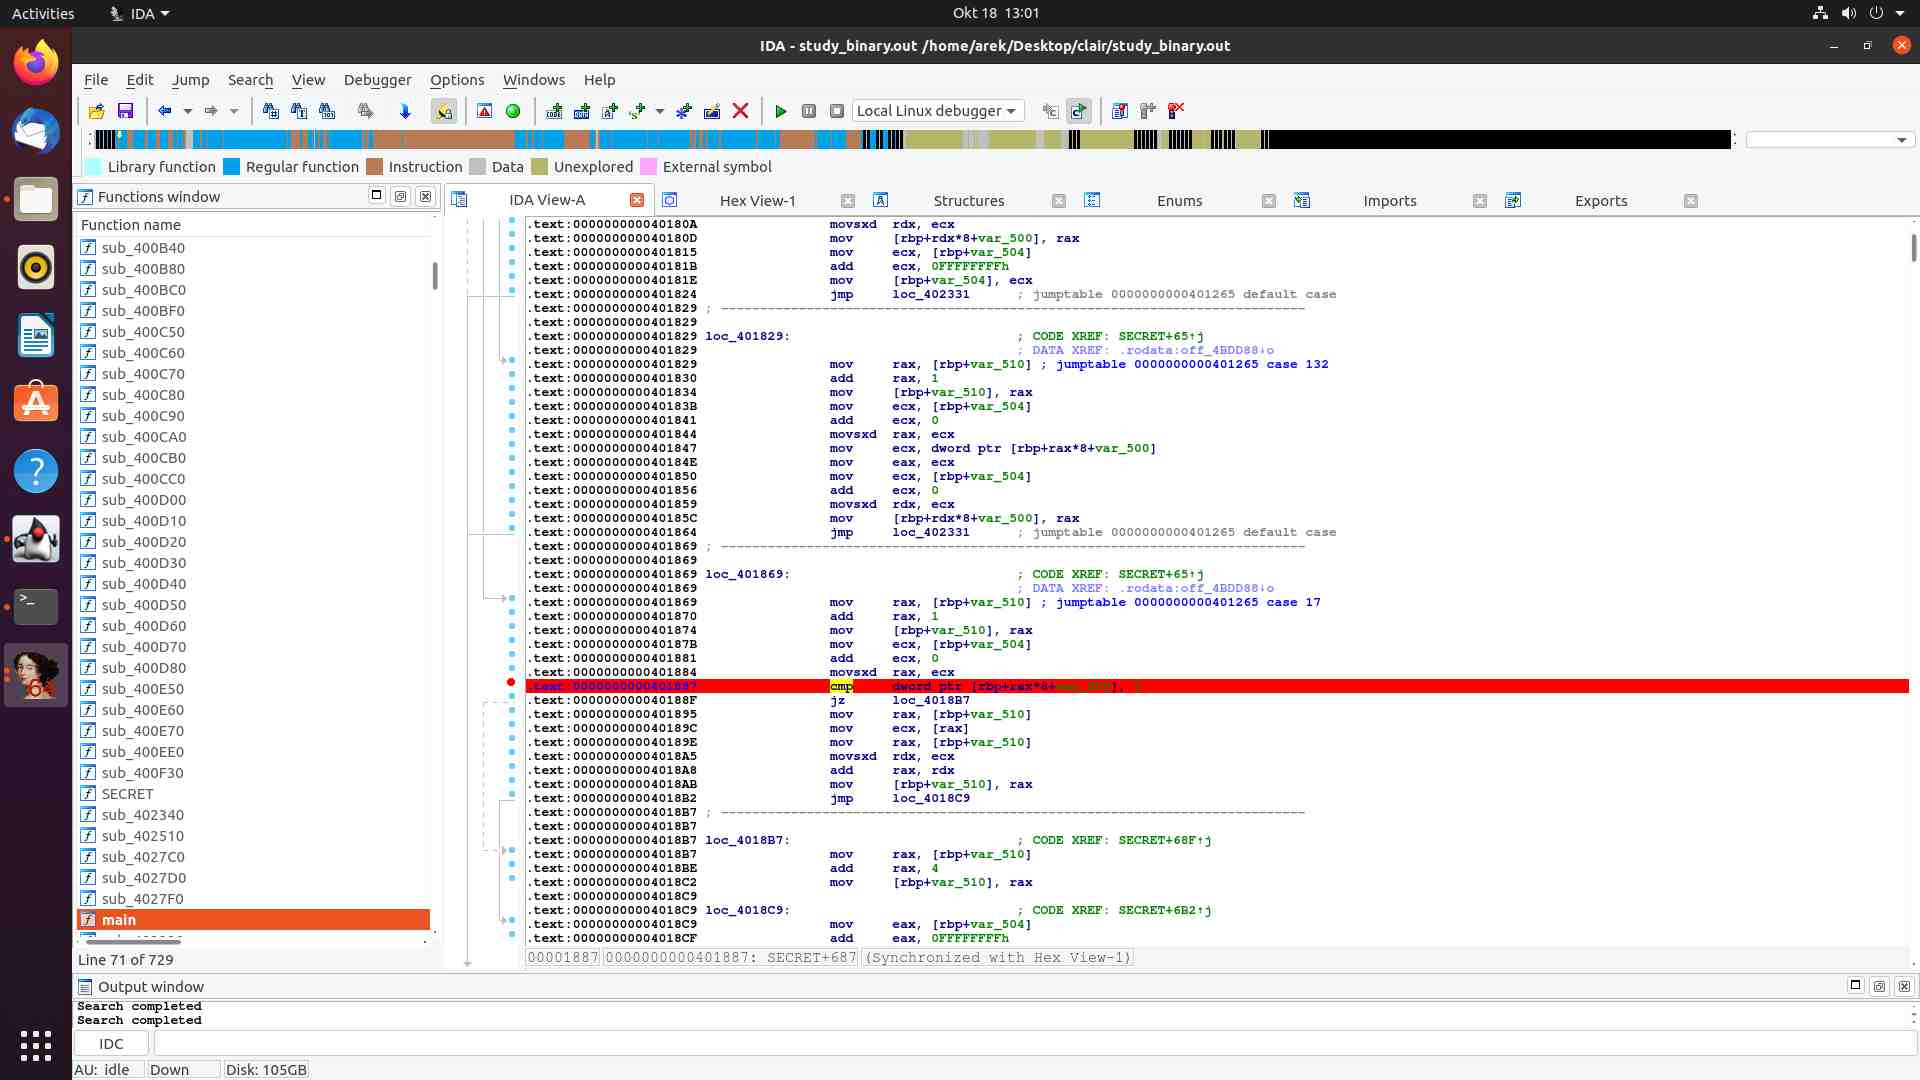 Activities
IDA
Okt 18 13:01
IDA - study_binary.out /home/arek/Desktop/clair/study_binary.out
File Edit Jump Search View Debugger Options Windows Help
Local Linux debugger
Library function Regular function Instruction Data Unexplored External symbol
Functions window
IDA View-A
Hex View-1
Structures
Enums
Imports
Exports
Function name
sub_400B40
sub_400B80
sub_400BC0
sub_400BF0
sub_400C50
sub_400C60
sub_400C70
sub_400C80
sub_400C90
sub_400CA0
sub_400CB0
sub_400CC0
sub_400D00
sub_400D10
sub_400D20
sub_400D30
sub_400D40
sub_400D50
sub_400D60
sub_400D70
sub_400D80
sub_400E50
sub_400E60
sub_400E70
sub_400EE0
sub_400F30
SECRET
sub_402340
sub_402510
sub_4027C0
sub_4027D0
sub_4027F0
main
Line 71 of 729
.text:000000000040180A movsxd rdx, ecx
.text:000000000040180D mov [rbp+rdx*8+var_500], rax
.text:0000000000401815 mov ecx, [rbp+var_504]
.text:000000000040181B add ecx, 0FFFFFFFFh
.text:000000000040181E mov [rbp+var_504], ecx
.text:0000000000401824 jmp loc_402331 ; jumptable 0000000000401265 default case
.text:0000000000401829 ; ---------------------------------------------------------------------------
.text:0000000000401829
.text:0000000000401829 loc_401829: ; CODE XREF: SECRET+65↑j
.text:0000000000401829 ; DATA XREF: .rodata:off_4BDD88↓o
.text:0000000000401829 mov rax, [rbp+var_510] ; jumptable 0000000000401265 case 132
.text:0000000000401830 add rax, 1
.text:0000000000401834 mov [rbp+var_510], rax
.text:000000000040183B mov ecx, [rbp+var_504]
.text:0000000000401841 add ecx, 0
.text:0000000000401844 movsxd rax, ecx
.text:0000000000401847 mov ecx, dword ptr [rbp+rax*8+var_500]
.text:000000000040184E mov eax, ecx
.text:0000000000401850 mov ecx, [rbp+var_504]
.text:0000000000401856 add ecx, 0
.text:0000000000401859 movsxd rdx, ecx
.text:000000000040185C mov [rbp+rdx*8+var_500], rax
.text:0000000000401864 jmp loc_402331 ; jumptable 0000000000401265 default case
.text:0000000000401869 ; ---------------------------------------------------------------------------
.text:0000000000401869
.text:0000000000401869 loc_401869: ; CODE XREF: SECRET+65↑j
.text:0000000000401869 ; DATA XREF: .rodata:off_4BDD88↓o
.text:0000000000401869 mov rax, [rbp+var_510] ; jumptable 0000000000401265 case 17
.text:0000000000401870 add rax, 1
.text:0000000000401874 mov [rbp+var_510], rax
.text:000000000040187B mov ecx, [rbp+var_504]
.text:0000000000401881 add ecx, 0
.text:0000000000401884 movsxd rax, ecx
.text:0000000000401887 cmp dword ptr
.text:000000000040188F jz loc_4018B7
.text:0000000000401895 mov rax, [rbp+var_510]
.text:000000000040189C mov ecx, [rax]
.text:000000000040189E mov rax, [rbp+var_510]
.text:00000000004018A5 movsxd rdx, ecx
.text:00000000004018A8 add rax, rdx
.text:00000000004018AB mov [rbp+var_510], rax
.text:00000000004018B2 jmp loc_4018C9
.text:00000000004018B7 ; ---------------------------------------------------------------------------
.text:00000000004018B7
.text:00000000004018B7 loc_4018B7: ; CODE XREF: SECRET+68F↑j
.text:00000000004018B7 mov rax, [rbp+var_510]
.text:00000000004018BE add rax, 4
.text:00000000004018C2 mov [rbp+var_510], rax
.text:00000000004018C9
.text:00000000004018C9 loc_4018C9: ; CODE XREF: SECRET+6B2↑j
.text:00000000004018C9 mov eax, [rbp+var_504]
.text:00000000004018CF add eax, 0FFFFFFFFh
00001887 0000000000401887: SECRET+687 (Synchronized with Hex View-1)
Output window
Search completed
Search completed
IDC
AU: idle Down Disk: 105GB